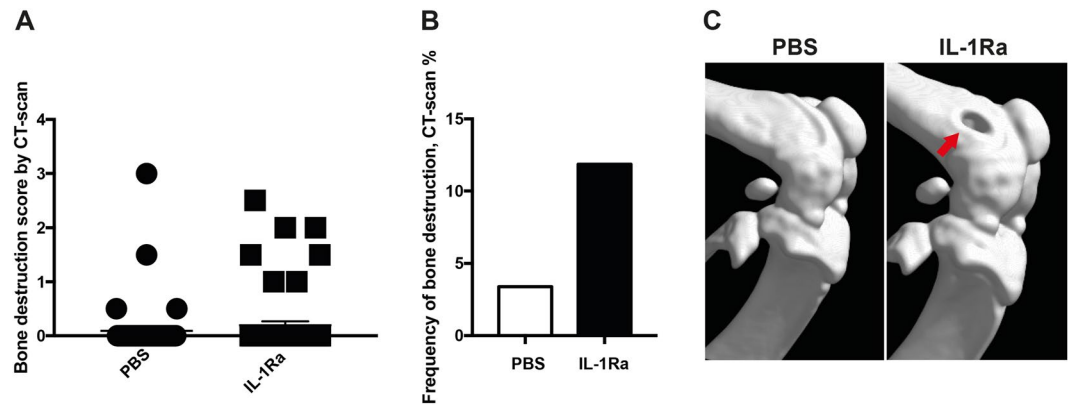 A
Bone destruction score by CT-scan
4
3
2
1
0
PBS
IL-1Ra
B
Frequency of bone destruction, CT-scan %
15
10
5
0
PBS
IL-1Ra
C
PBS
IL-1Ra